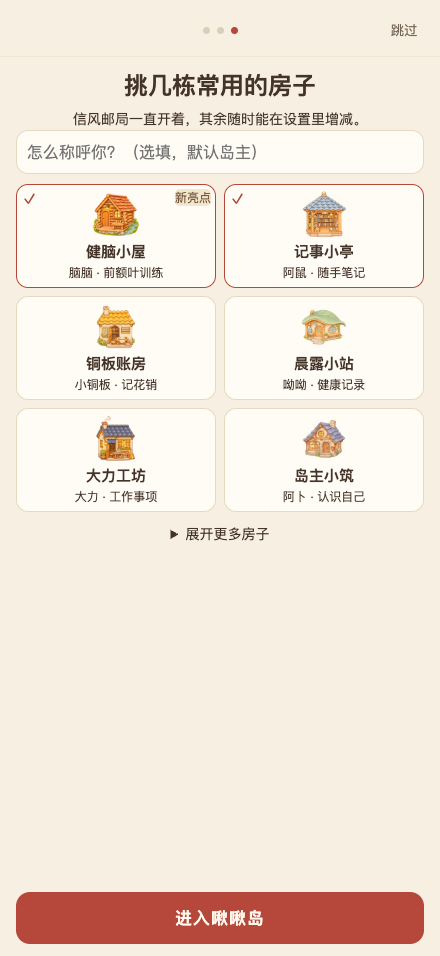 跳过
挑几栋常用的房子
信风邮局一直开着，其余随时能在设置里增减。
怎么称呼你？（选填，默认岛主）
✓ 新亮点
健脑小屋
脑脑 · 前额叶训练
✓
记事小亭
阿鼠 · 随手笔记
铜板账房
小铜板 · 记花销
晨露小站
呦呦 · 健康记录
大力工坊
大力 · 工作事项
岛主小筑
阿卜 · 认识自己
▶ 展开更多房子
进入啾啾岛